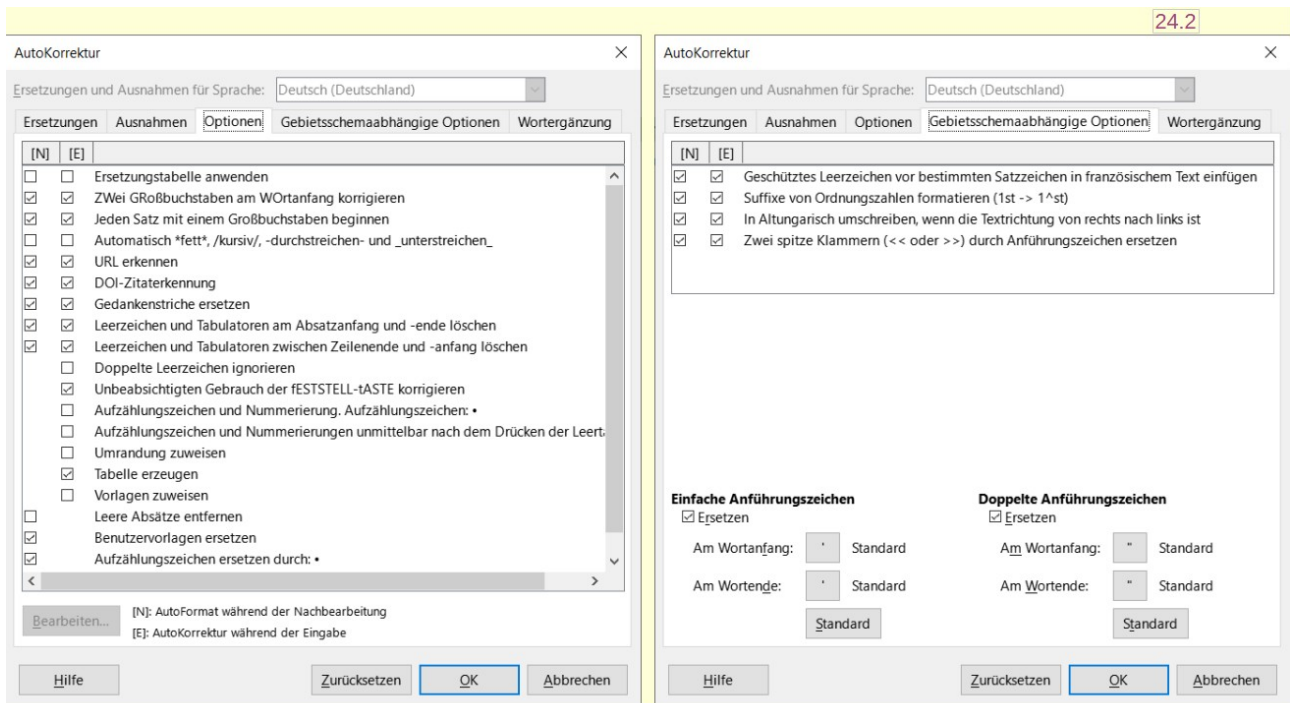 24.2
AutoKorrektur
Ersetzungen und Ausnahmen für Sprache: Deutsch (Deutschland)
Ersetzungen Ausnahmen Optionen Gebietsschemaabhängige Optionen Wortergänzung
[N] [E]
Ersetzungstabelle anwenden
ZWei GRoßbuchstaben am WOrtanfang korrigieren
Jeden Satz mit einem Großbuchstaben beginnen
Automatisch *fett*, /kursiv/, -durchstreichen- und _unterstreichen_
URL erkennen
DOI-Zitaterkennung
Gedankenstriche ersetzen
Leerzeichen und Tabulatoren am Absatzanfang und -ende löschen
Leerzeichen und Tabulatoren zwischen Zeilenende und -anfang löschen
Doppelte Leerzeichen ignorieren
Unbeabsichtigten Gebrauch der fESTSTELL-tASTE korrigieren
Aufzählungszeichen und Nummerierung. Aufzählungszeichen: •
Aufzählungszeichen und Nummerierungen unmittelbar nach dem Drücken der Leert
Umrandung zuweisen
Tabelle erzeugen
Vorlagen zuweisen
Leere Absätze entfernen
Benutzervorlagen ersetzen
Aufzählungszeichen ersetzen durch: •
Bearbeiten...
[N]: AutoFormat während der Nachbearbeitung
[E]: AutoKorrektur während der Eingabe
Hilfe Zurücksetzen OK Abbrechen
AutoKorrektur
Ersetzungen und Ausnahmen für Sprache: Deutsch (Deutschland)
Ersetzungen Ausnahmen Optionen Gebietsschemaabhängige Optionen Wortergänzung
[N] [E]
Geschütztes Leerzeichen vor bestimmten Satzzeichen in französischem Text einfügen
Suffixe von Ordnungszahlen formatieren (1st -> 1^st)
In Altungarisch umschreiben, wenn die Textrichtung von rechts nach links ist
Zwei spitze Klammern (<< oder >>) durch Anführungszeichen ersetzen
Einfache Anführungszeichen
Ersetzen
Am Wortanfang: ' Standard
Am Wortende: ' Standard
Standard
Doppelte Anführungszeichen
Ersetzen
Am Wortanfang: " Standard
Am Wortende: " Standard
Standard
Hilfe Zurücksetzen OK Abbrechen